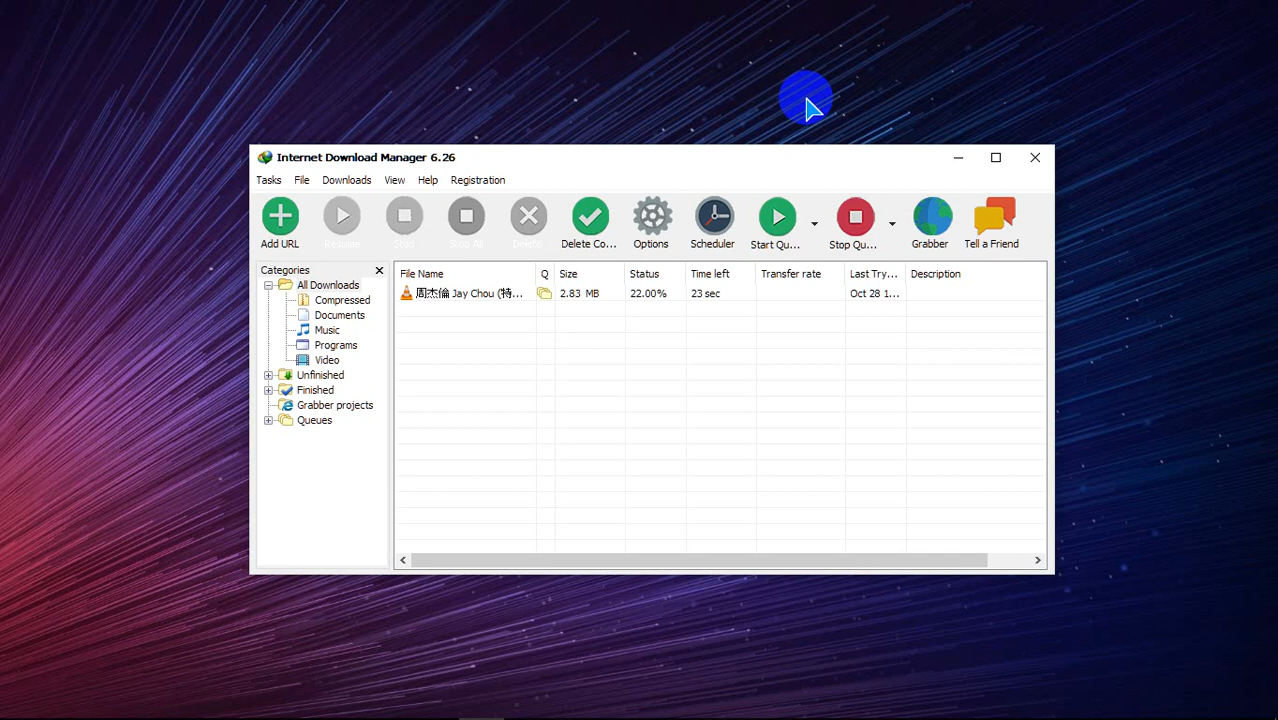 Internet Download Manager 6.26
Tasks File Downloads View Help Registration
Add URL Resume Stop Stop All Delete Delete Co... Options Scheduler Start Qu... Stop Qu... Grabber Tell a Friend
Categories
All Downloads
Compressed
Documents
Music
Programs
Video
Unfinished
Finished
Grabber projects
Queues
File Name Q Size Status Time left Transfer rate Last Try... Description
周杰倫 Jay Chou (特... 2.83 MB 22.00% 23 sec Oct 28 1...